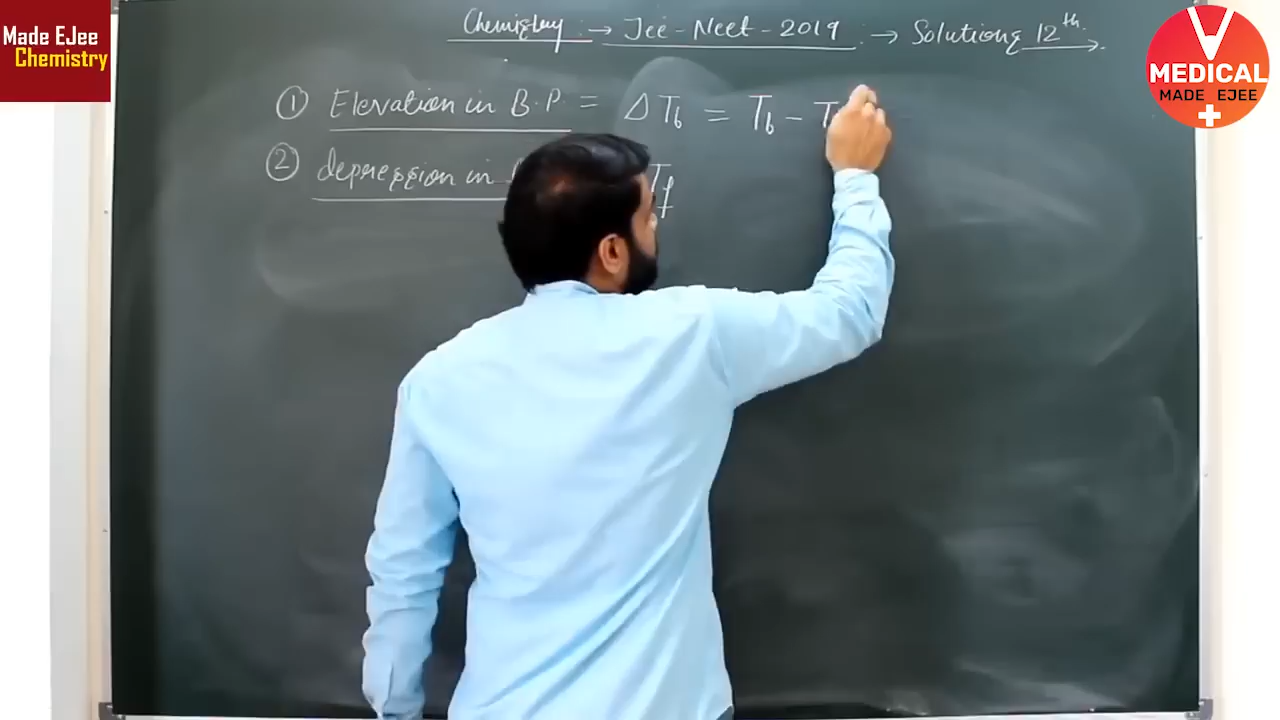 Made EJee
Chemistry
Chemistry :→ Jee-Neet-2019 :→ Solutions 12th
MEDICAL
MADE EJEE
① Elevation in B.P. = ΔTb = Tb - T
② depression in
Tf